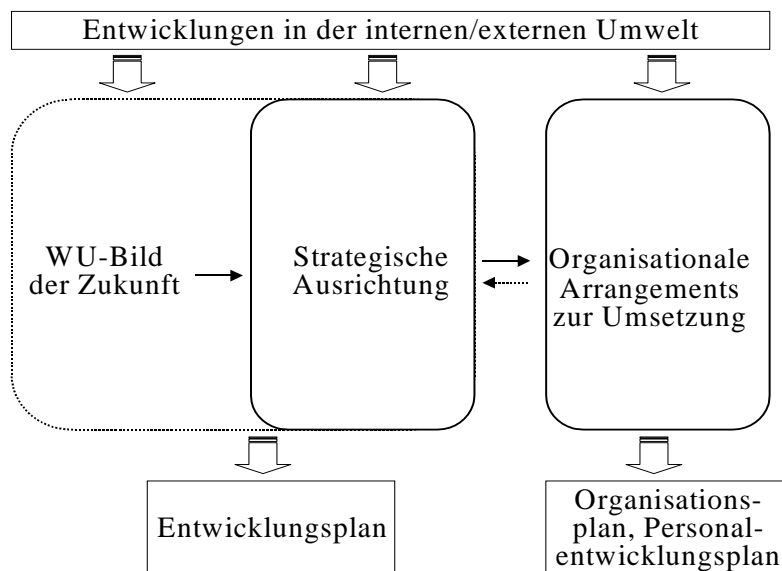 Entwicklungen in der internen/externen Umwelt
WU-Bild
der Zukunft
Strategische
Ausrichtung
Organisationale
Arrangements
zur Umsetzung
Entwicklungsplan
Organisations-
plan, Personal-
entwicklungsplan